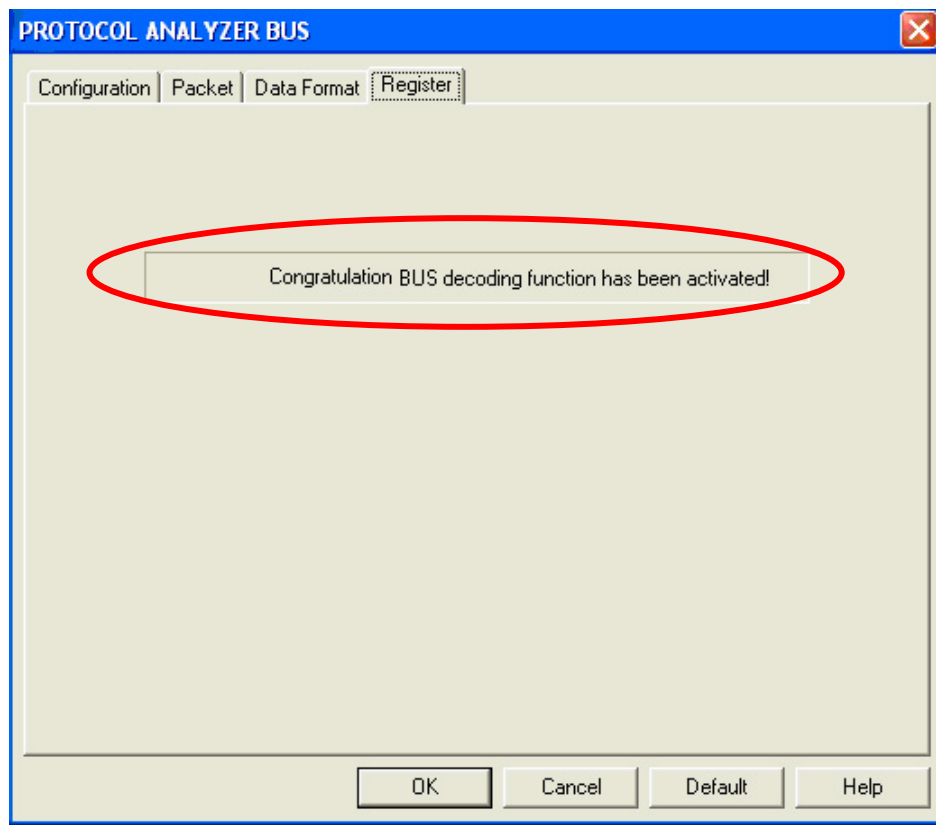 PROTOCOL ANALYZER BUS
Configuration Packet Data Format Register
Congratulation BUS decoding function has been activated!
OK Cancel Default Help